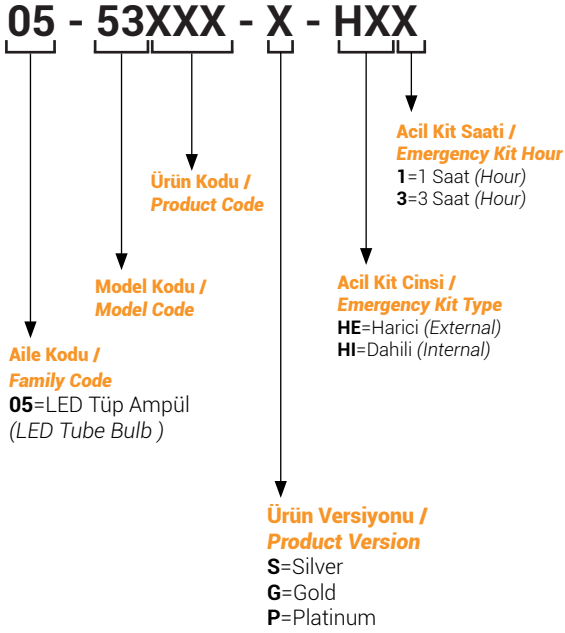 05 - 53XXX - X - HXX
Acil Kit Saati /
Emergency Kit Hour
1=1 Saat (Hour)
3=3 Saat (Hour)
Ürün Kodu /
Product Code
Model Kodu /
Model Code
Acil Kit Cinsi /
Emergency Kit Type
HE=Harici (External)
HI=Dahili (Internal)
Aile Kodu /
Family Code
05=LED Tüp Ampül
(LED Tube Bulb )
Ürün Versiyonu /
Product Version
S=Silver
G=Gold
P=Platinum